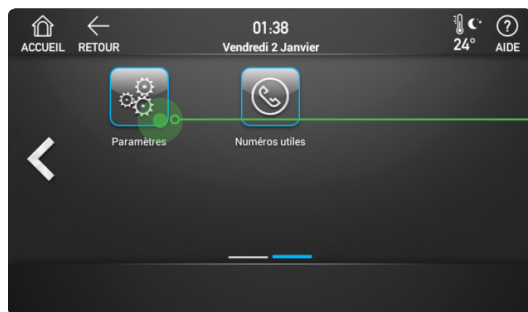 01:38
ACCUEIL RETOUR Vendredi 2 Janvier 24° AIDE
Paramètres Numéros utiles